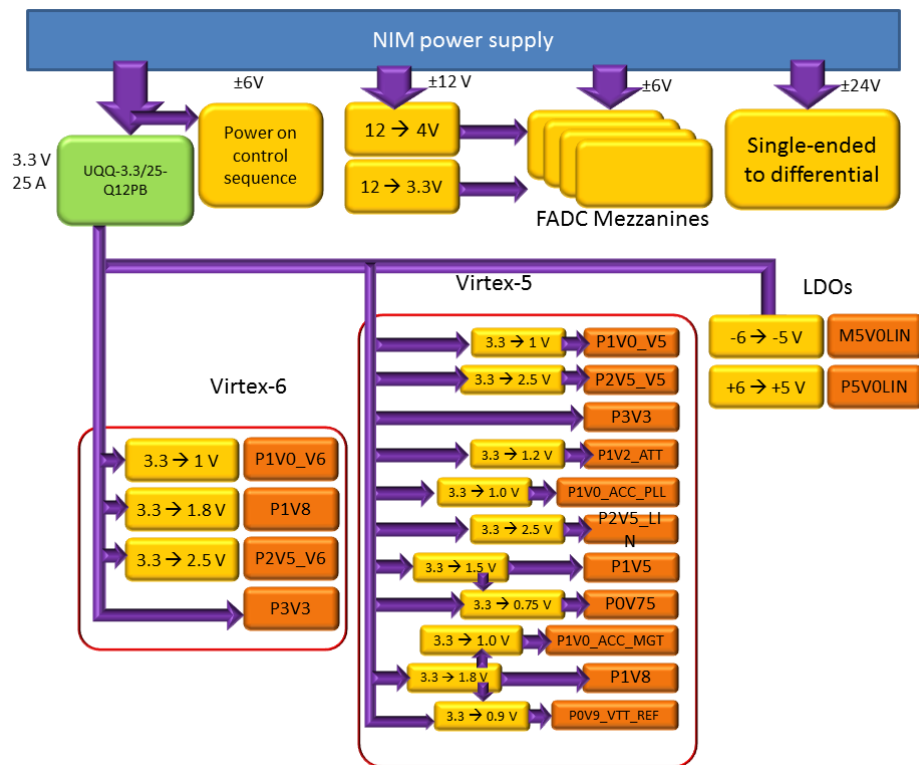 NIM power supply
±6V
±12 V
±6V
±24V
3.3 V
25 A
UQQ-3.3/25-
Q12PB
Power on
control
sequence
12 → 4V
12 → 3.3V
FADC Mezzanines
Single-ended
to differential
Virtex-5
LDOs
-6 → -5 V
M5V0LIN
+6 → +5 V
P5V0LIN
Virtex-6
3.3 → 1 V
P1V0_V6
3.3 → 1.8 V
P1V8
3.3 → 2.5 V
P2V5_V6
P3V3
3.3 → 1 V
P1V0_V5
3.3 → 2.5 V
P2V5_V5
P3V3
3.3 → 1.2 V
P1V2_ATT
3.3 → 1.0 V
P1V0_ACC_PLL
3.3 → 2.5 V
P2V5_LI
N
3.3 → 1.5 V
P1V5
3.3 → 0.75 V
P0V75
3.3 → 1.0 V
P1V0_ACC_MGT
3.3 → 1.8 V
P1V8
3.3 → 0.9 V
P0V9_VTT_REF